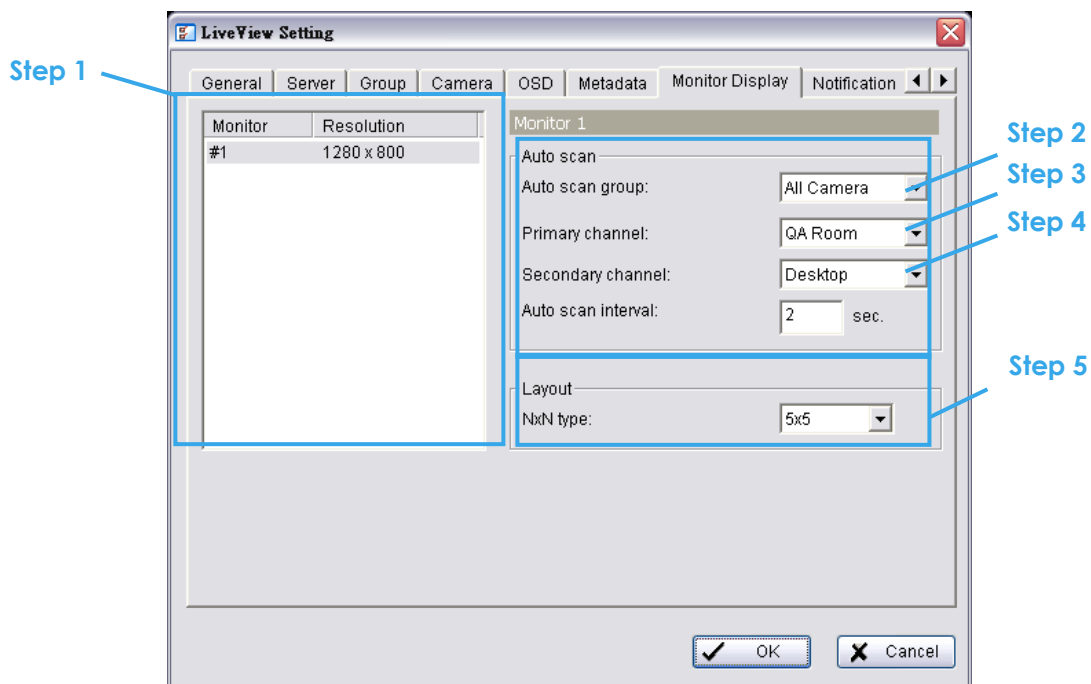 LiveView Setting
Step 1
General Server Group Camera OSD Metadata Monitor Display Notification
Monitor Resolution
#1 1280 x 800
Monitor 1
Auto scan
Auto scan group: All Camera
Step 2
Primary channel: QA Room
Step 3
Secondary channel: Desktop
Step 4
Auto scan interval: 2 sec.
Layout
NxN type: 5x5
Step 5
OK Cancel